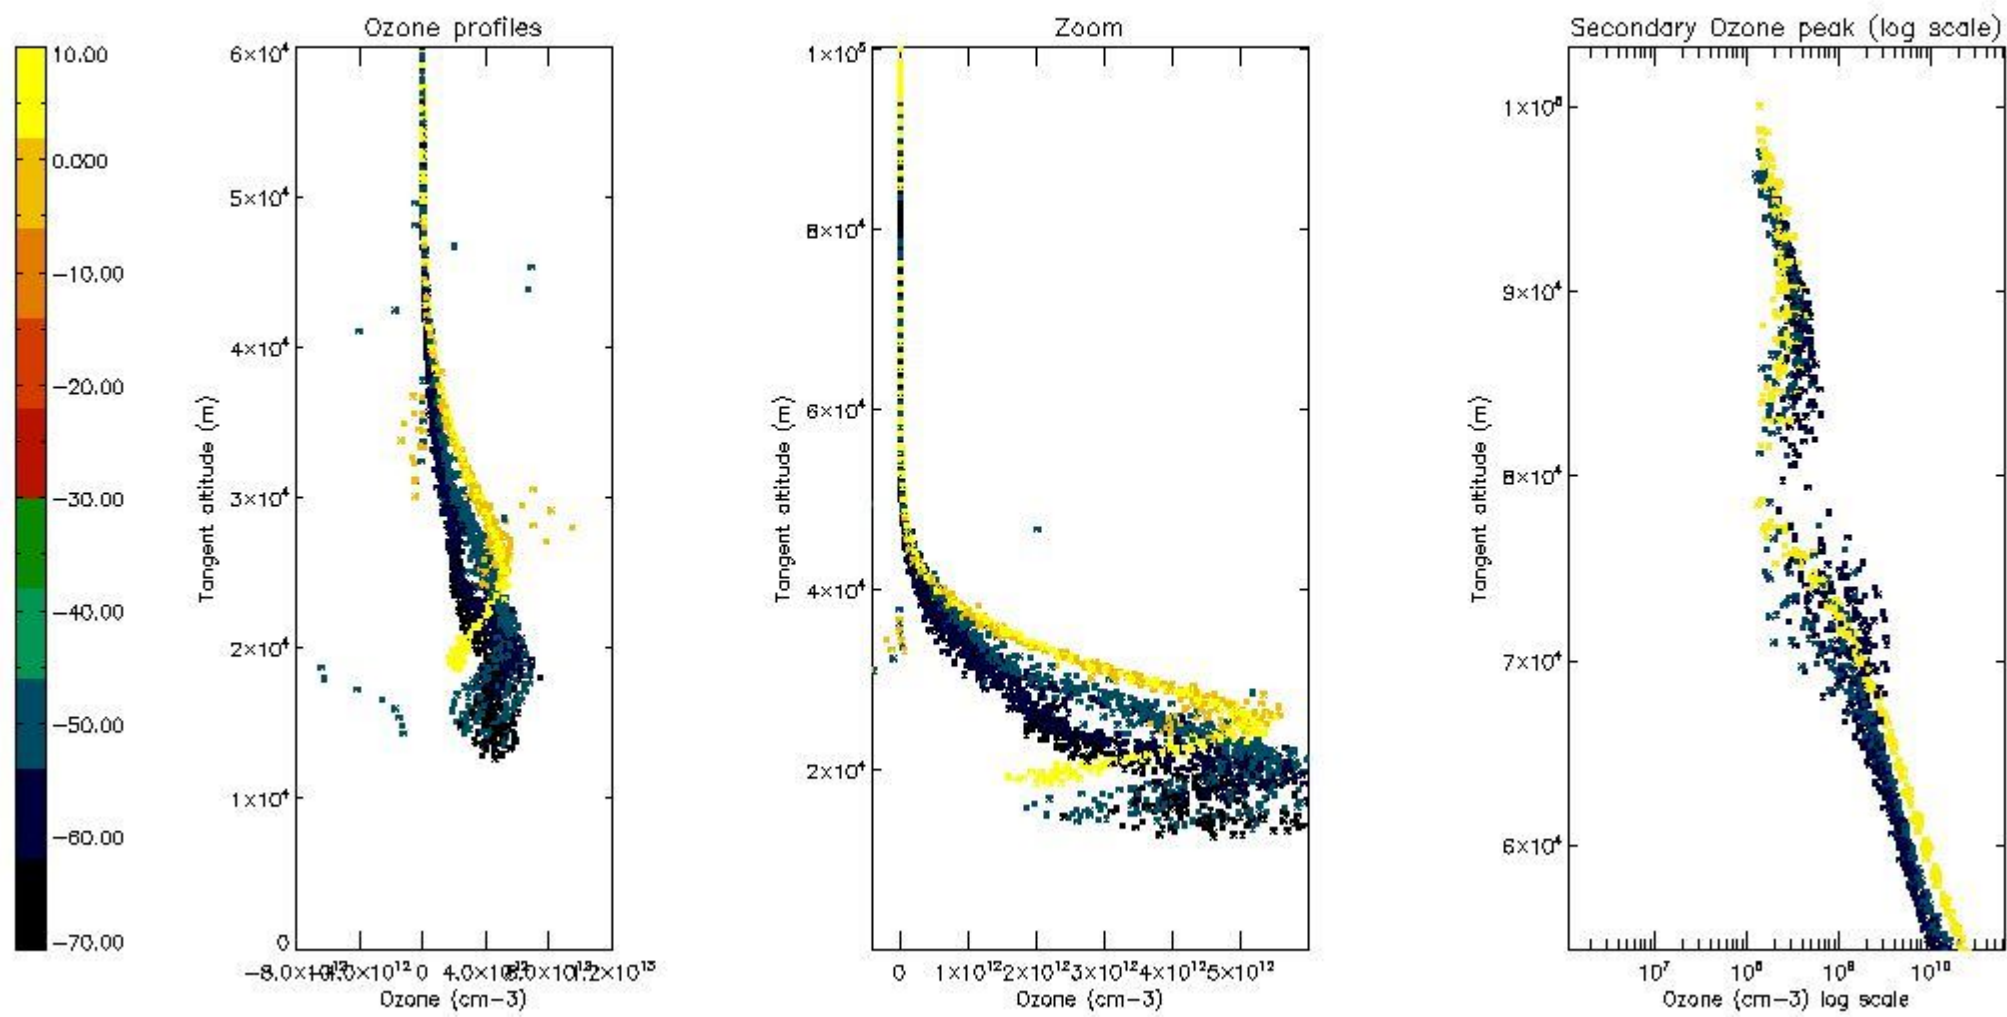 Ozone profiles
Zoom
Secondary Ozone peak (log scale)
10.00
0.000
−10.00
−20.00
−30.00
−40.00
−50.00
−60.00
−70.00
6×10⁴
5×10⁴
4×10⁴
3×10⁴
2×10⁴
1×10⁴
0
Tangent altitude (m)
0
Ozone (cm−3)
1×10⁵
8×10⁴
6×10⁴
4×10⁴
2×10⁴
Tangent altitude (m)
0 1×10¹² 2×10¹² 3×10¹² 4×10¹² 5×10¹²
Ozone (cm−3)
9×10⁴
8×10⁴
7×10⁴
6×10⁴
Tangent altitude (m)
10⁷ 10⁸ 10⁹ 10¹⁰
Ozone (cm−3) log scale